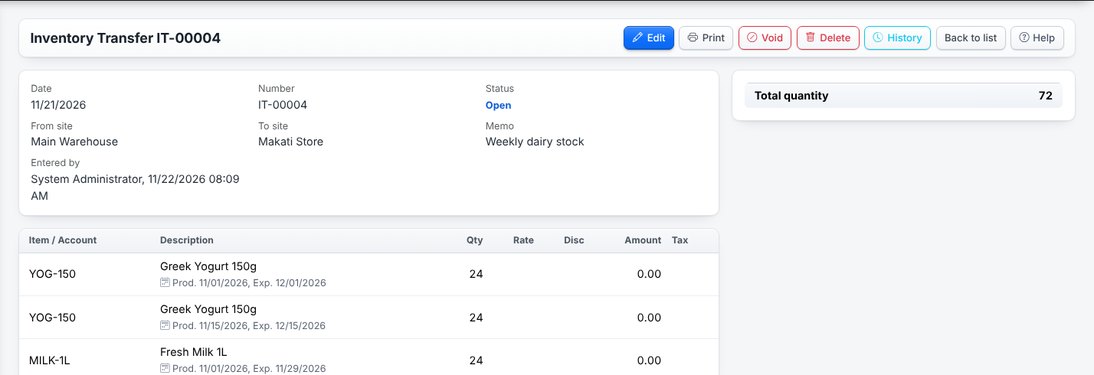 Inventory Transfer IT-00004
Edit
Print
Void
Delete
History
Back to list
Help
Date
11/21/2026
Number
IT-00004
Status
Open
From site
Main Warehouse
To site
Makati Store
Memo
Weekly dairy stock
Entered by
System Administrator, 11/22/2026 08:09
AM
Total quantity 72
Item / Account Description Qty Rate Disc Amount Tax
YOG-150 Greek Yogurt 150g 24 0.00
Prod. 11/01/2026, Exp. 12/01/2026
YOG-150 Greek Yogurt 150g 24 0.00
Prod. 11/15/2026, Exp. 12/15/2026
MILK-1L Fresh Milk 1L 24 0.00
Prod. 11/01/2026, Exp. 11/29/2026